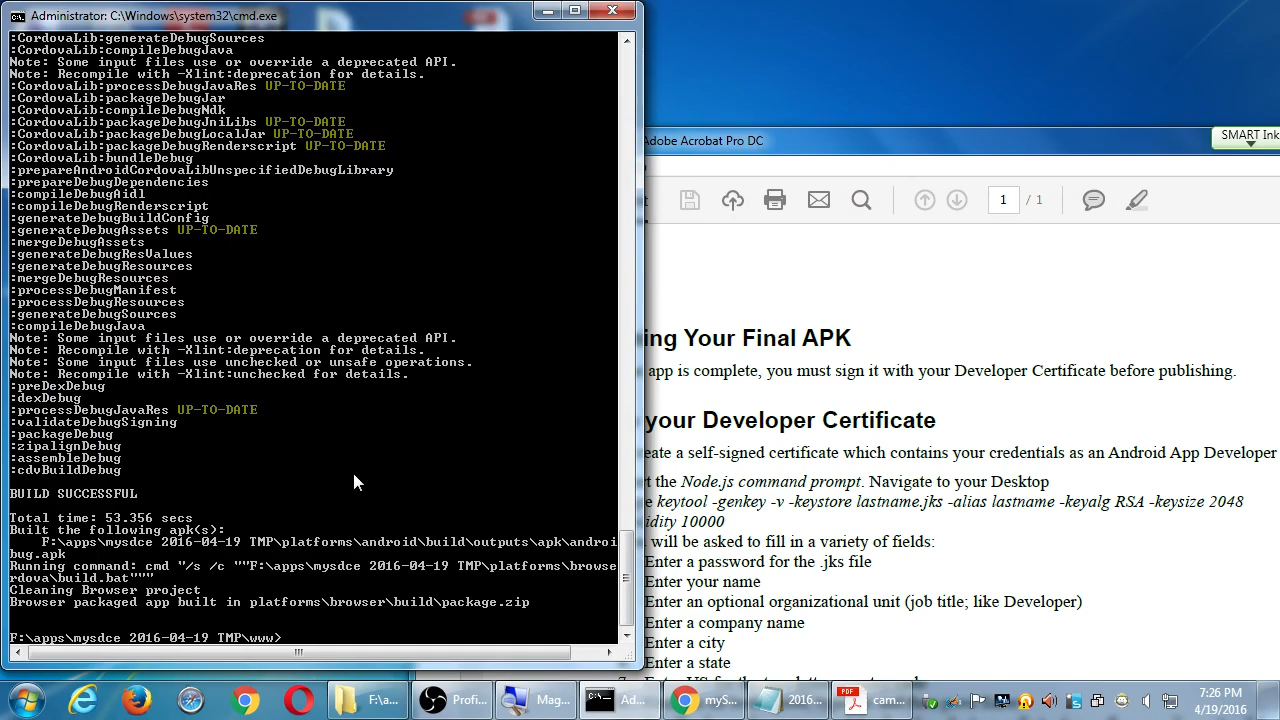 Administrator: C:\Windows\system32\cmd.exe
:CordovaLib:generateDebugSources
:CordovaLib:compileDebugJava
Note: Some input files use or override a deprecated API.
Note: Recompile with -Xlint:deprecation for details.
:CordovaLib:processDebugJavaRes UP-TO-DATE
:CordovaLib:packageDebugJar
:CordovaLib:compileDebugNdk
:CordovaLib:packageDebugJniLibs UP-TO-DATE
:CordovaLib:packageDebugLocalJar UP-TO-DATE
:CordovaLib:packageDebugRenderscript UP-TO-DATE
:CordovaLib:bundleDebug
:prepareAndroidCordovaLibUnspecifiedDebugLibrary
:prepareDebugDependencies
:compileDebugAidl
:compileDebugRenderscript
:generateDebugBuildConfig
:generateDebugAssets UP-TO-DATE
:mergeDebugAssets
:generateDebugResValues
:generateDebugResources
:mergeDebugResources
:processDebugManifest
:processDebugResources
:generateDebugSources
:compileDebugJava
Note: Some input files use or override a deprecated API.
Note: Recompile with -Xlint:deprecation for details.
Note: Some input files use unchecked or unsafe operations.
Note: Recompile with -Xlint:unchecked for details.
:preDexDebug
:dexDebug
:processDebugJavaRes UP-TO-DATE
:validateDebugSigning
:packageDebug
:zipalignDebug
:assembleDebug
:cdvBuildDebug
BUILD SUCCESSFUL
Total time: 53.356 secs
Built the following apk(s):
F:\apps\mysdce 2016-04-19 TMP\platforms\android\build\outputs\apk\androi
bug.apk
Running command: cmd "/s /c ""F:\apps\mysdce 2016-04-19 TMP\platforms\browse
rdova\build.bat"""
Cleaning Browser project
Browser packaged app built in platforms\browser\build\package.zip
F:\apps\mysdce 2016-04-19 TMP\www>
Adobe Acrobat Pro DC
SMART Ink
1 / 1
ing Your Final APK
app is complete, you must sign it with your Developer Certificate before publishing.
your Developer Certificate
eate a self-signed certificate which contains your credentials as an Android App Developer
rt the Node.js command prompt. Navigate to your Desktop
e keytool -genkey -v -keystore lastname.jks -alias lastname -keyalg RSA -keysize 2048
idity 10000
will be asked to fill in a variety of fields:
Enter a password for the .jks file
Enter your name
Enter an optional organizational unit (job title; like Developer)
Enter a company name
Enter a city
Enter a state
F:\a...
Profi...
Mag...
Ad...
myS...
2016...
PDF
cam...
7:26 PM
4/19/2016